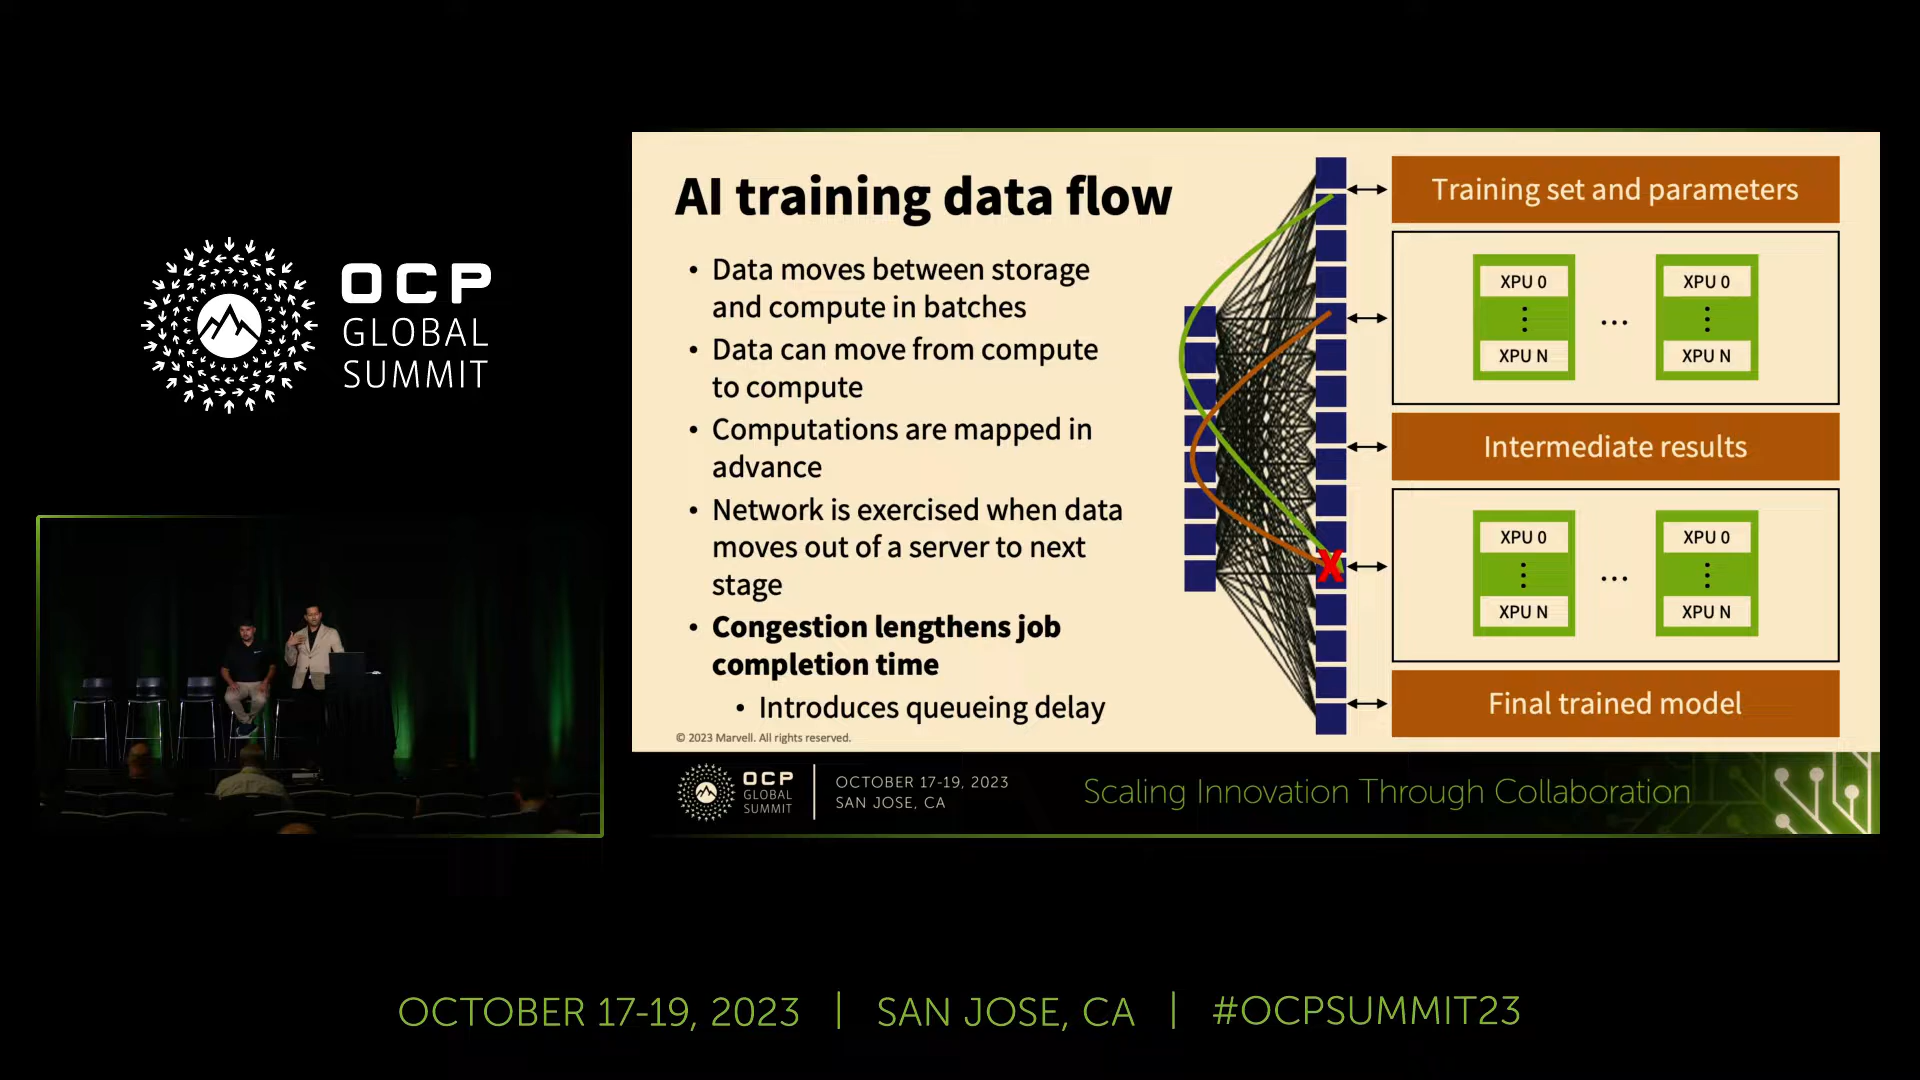 OCP
GLOBAL
SUMMIT
AI training data flow
• Data moves between storage
and compute in batches
• Data can move from compute
to compute
• Computations are mapped in
advance
• Network is exercised when data
moves out of a server to next
stage
• Congestion lengthens job
completion time
• Introduces queueing delay
© 2023 Marvell. All rights reserved.
X
Training set and parameters
XPU 0
XPU N
...
XPU 0
XPU N
Intermediate results
XPU 0
XPU N
...
XPU 0
XPU N
Final trained model
OCP
GLOBAL
SUMMIT
OCTOBER 17-19, 2023
SAN JOSE, CA
Scaling Innovation Through Collaboration
OCTOBER 17-19, 2023 | SAN JOSE, CA | #OCPSUMMIT23